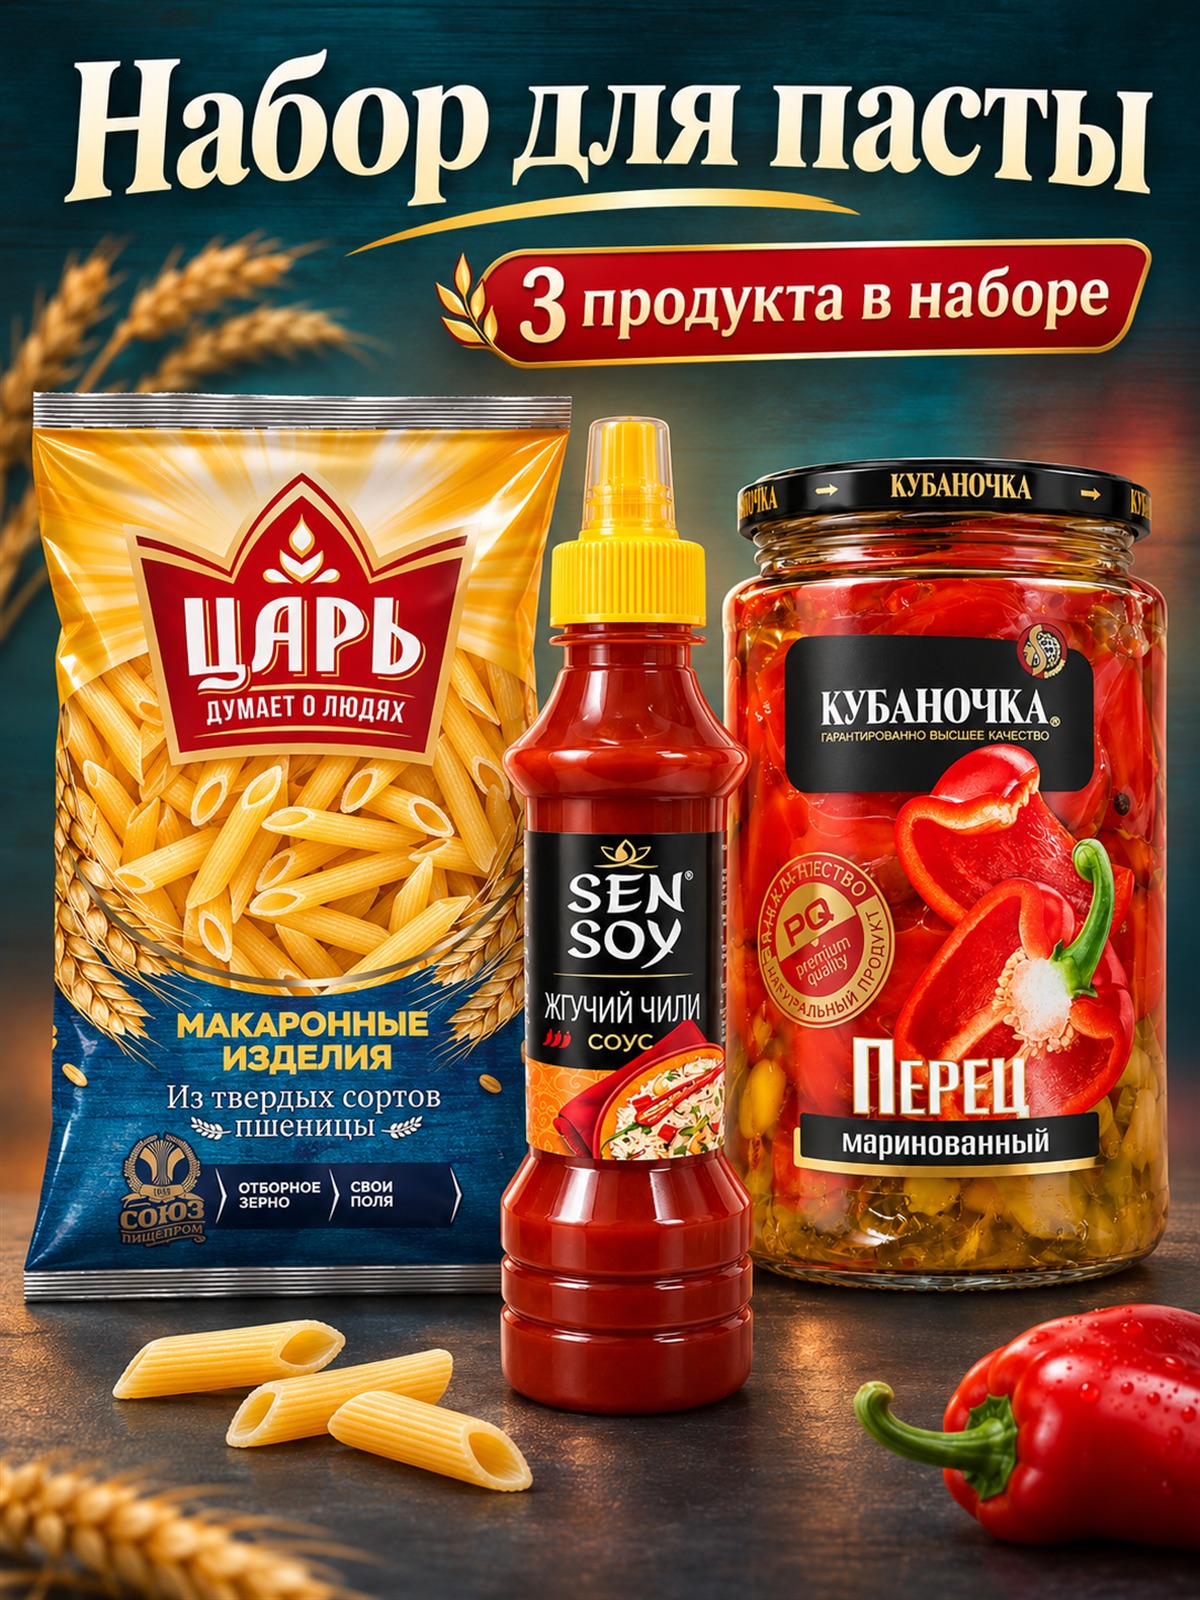 Набор для пасты
3 продукта в наборе
ЦАРЬ
ДУМАЕТ О ЛЮДЯХ
МАКАРОННЫЕ
ИЗДЕЛИЯ
Из твердых сортов
пшеницы
СОЮЗ
ПИЩЕПРОМ
ОТБОРНОЕ
ЗЕРНО
СВОИ
ПОЛЯ
SEN
SOY®
ЖГУЧИЙ ЧИЛИ
СОУС
КУБАНОЧКА
КУБАНОЧКА®
ГАРАНТИРОВАННО ВЫСШЕЕ КАЧЕСТВО
PQ
premium
quality
НАТУРАЛЬНЫЙ ПРОДУКТ
ПЕРЕЦ
маринованный